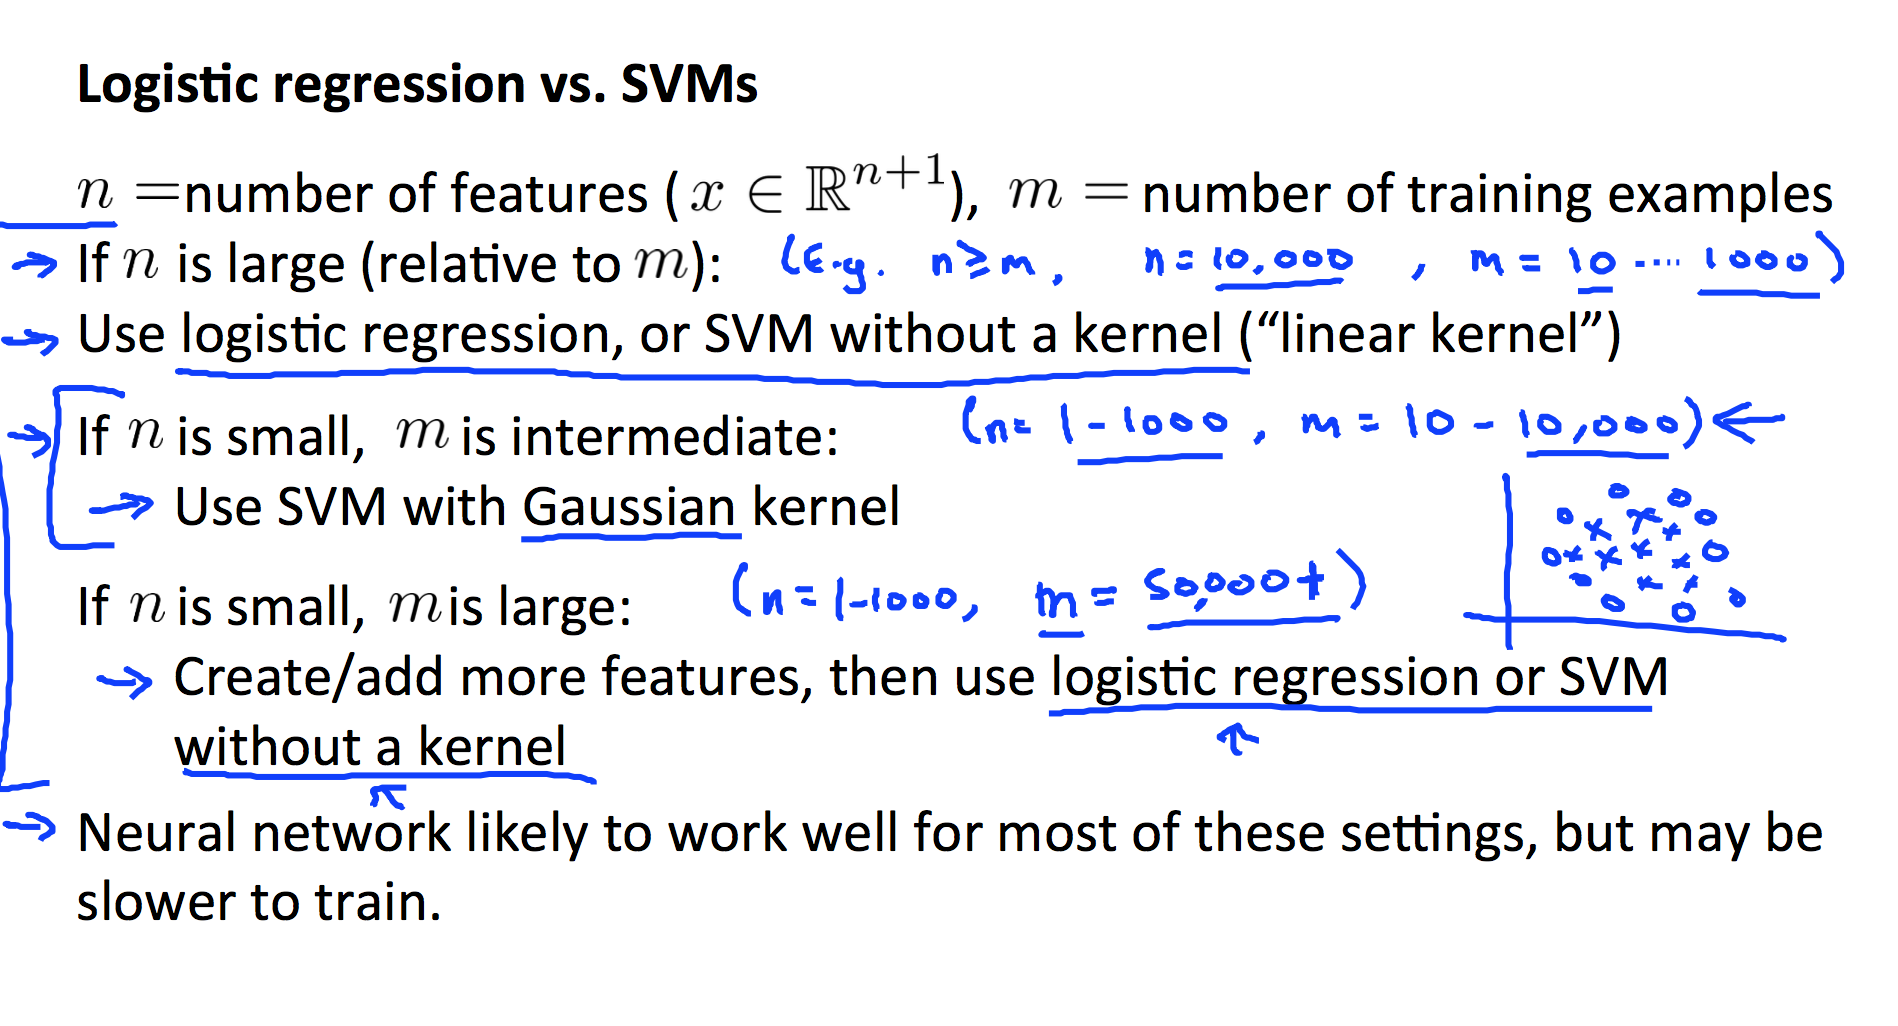 Logistic regression vs. SVMs
n =number of features ( x ∈ ℝⁿ⁺¹), m = number of training examples
If n is large (relative to m): (E.g. n ≥ m, n = 10,000 , m = 10 .... 1000)
Use logistic regression, or SVM without a kernel (“linear kernel”)
If n is small, m is intermediate: (n = 1 - 1000 , m = 10 - 10,000)
Use SVM with Gaussian kernel
If n is small, m is large: (n = 1-1000, m = 50,000+)
Create/add more features, then use logistic regression or SVM
without a kernel
Neural network likely to work well for most of these settings, but may be
slower to train.